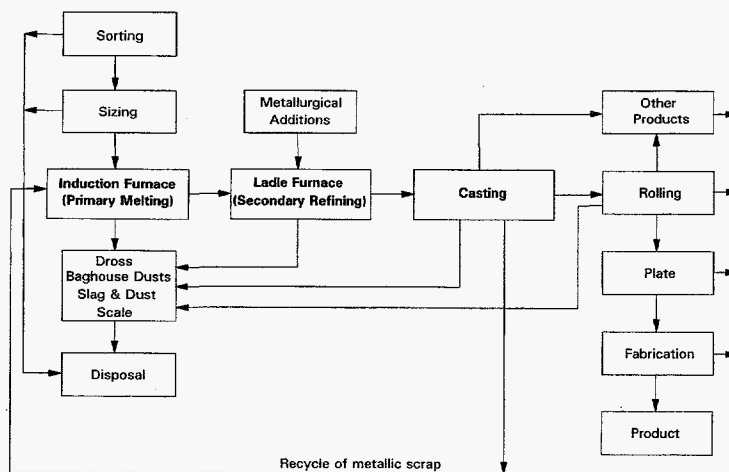 Sorting
Sizing
Metallurgical
Additions
Other
Products
Induction Furnace
(Primary Melting)
Ladle Furnace
(Secondary Refining)
Casting
Rolling
Dross
Baghouse Dusts
Slag & Dust
Scale
Plate
Disposal
Fabrication
Product
Recycle of metallic scrap